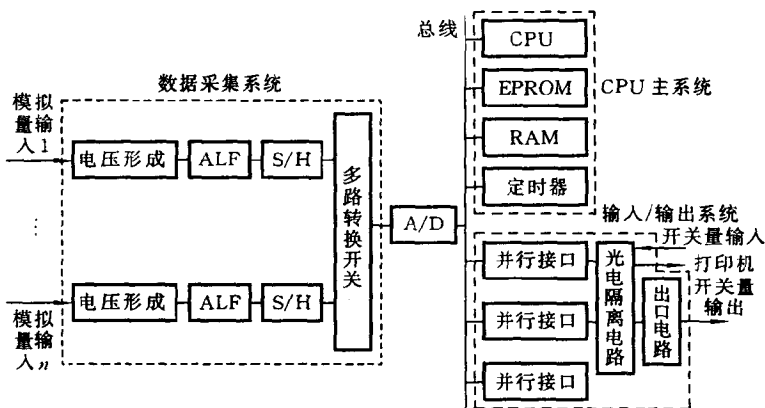 总线
CPU
EPROM
CPU 主系统
RAM
定时器
数据采集系统
模拟
量输
入1
电压形成
ALF
S/H
多路转换开关
A/D
⋮
电压形成
ALF
S/H
模拟
量输
入n
输入/输出系统
开关量输入
打印机
开关量
输出
并行接口
并行接口
并行接口
光电隔离电路
出口电路